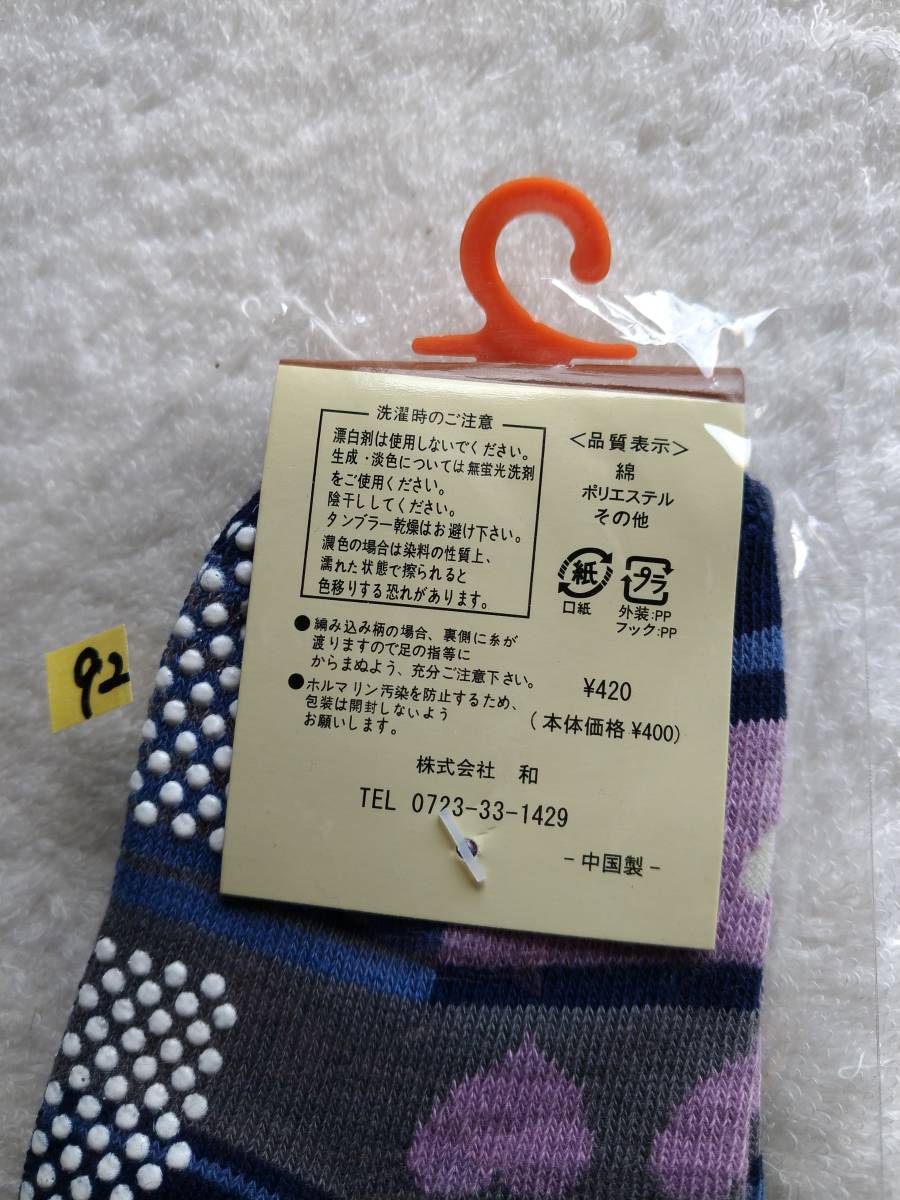 洗濯時のご注意
漂白剤は使用しないでください。
生成・淡色については無蛍光洗剤
をご使用ください。
陰干ししてください。
タンブラー乾燥はお避け下さい。
濃色の場合は染料の性質上、
濡れた状態で擦られると
色移りする恐れがあります。
●編み込み柄の場合、裏側に糸が
渡りますので足の指等に
からまぬよう、充分ご注意下さい。
●ホルマリン汚染を防止するため、
包装は開封しないよう
お願いします。
＜品質表示＞
綿
ポリエステル
その他
紙
口紙
プラ
外装:PP
フック:PP
¥420
(本体価格 ¥400)
株式会社 和
TEL 0723-33-1429
-中国製-
92